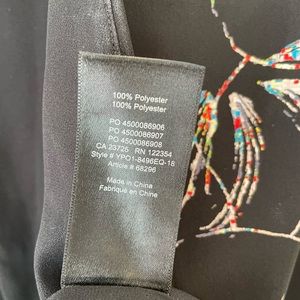 100% Polyester
100% Polyester
PO 4500086906
PO 4500086907
PO 4500086908
CA 23725 RN 122354
Style # YPO1-8496EQ-18
Article # 68296
Made in China
Fabriqué en Chine